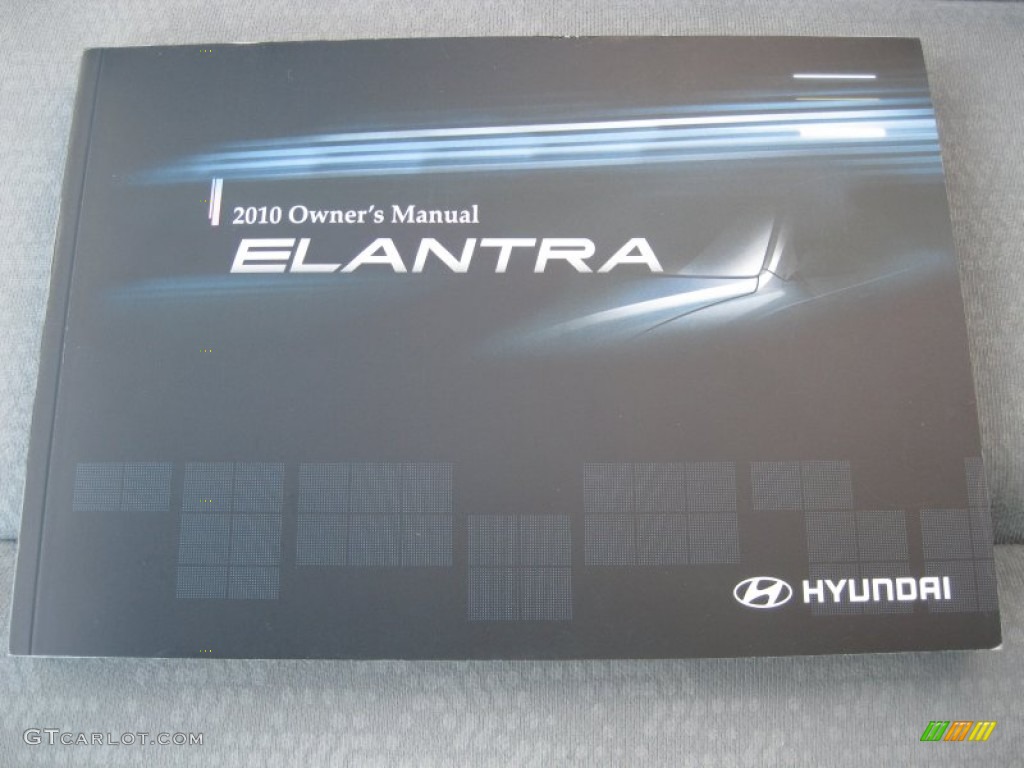 2010 Owner's Manual
ELANTRA
HYUNDAI
GTCARLOT.COM